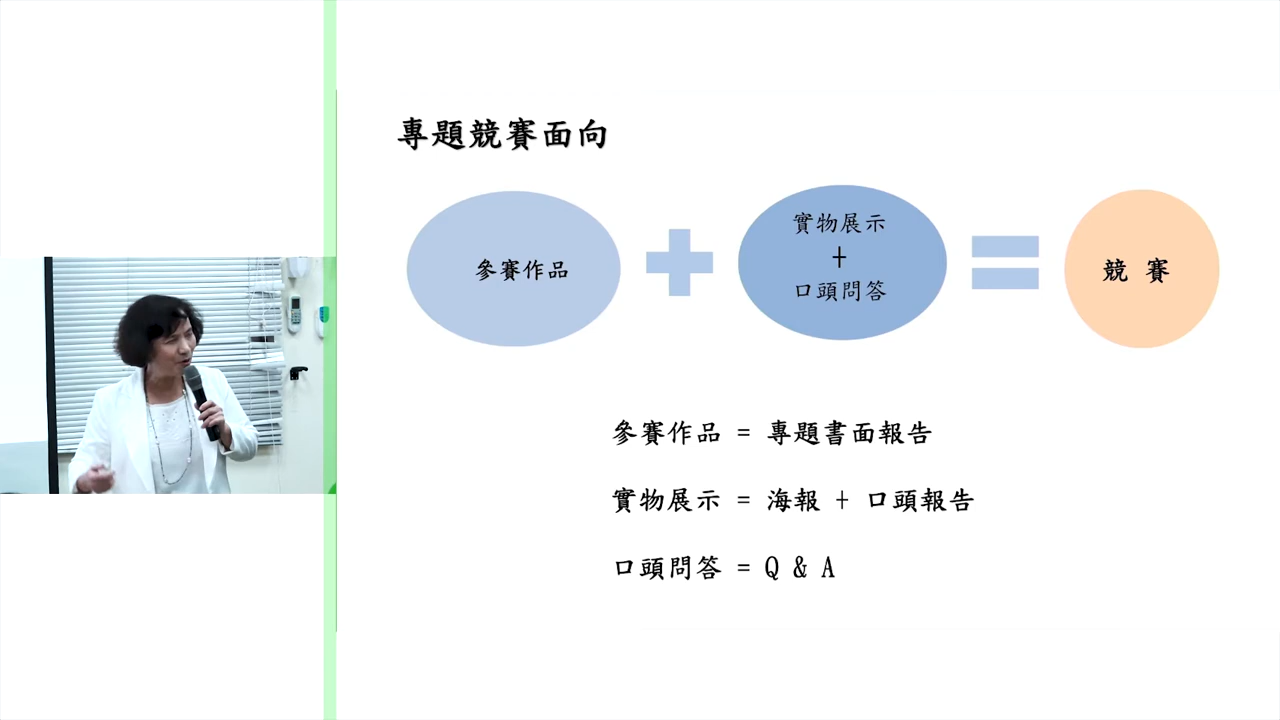 專題競賽面向
參賽作品
實物展示
+
口頭問答
競 賽
參賽作品 = 專題書面報告
實物展示 = 海報 + 口頭報告
口頭問答 = Q & A